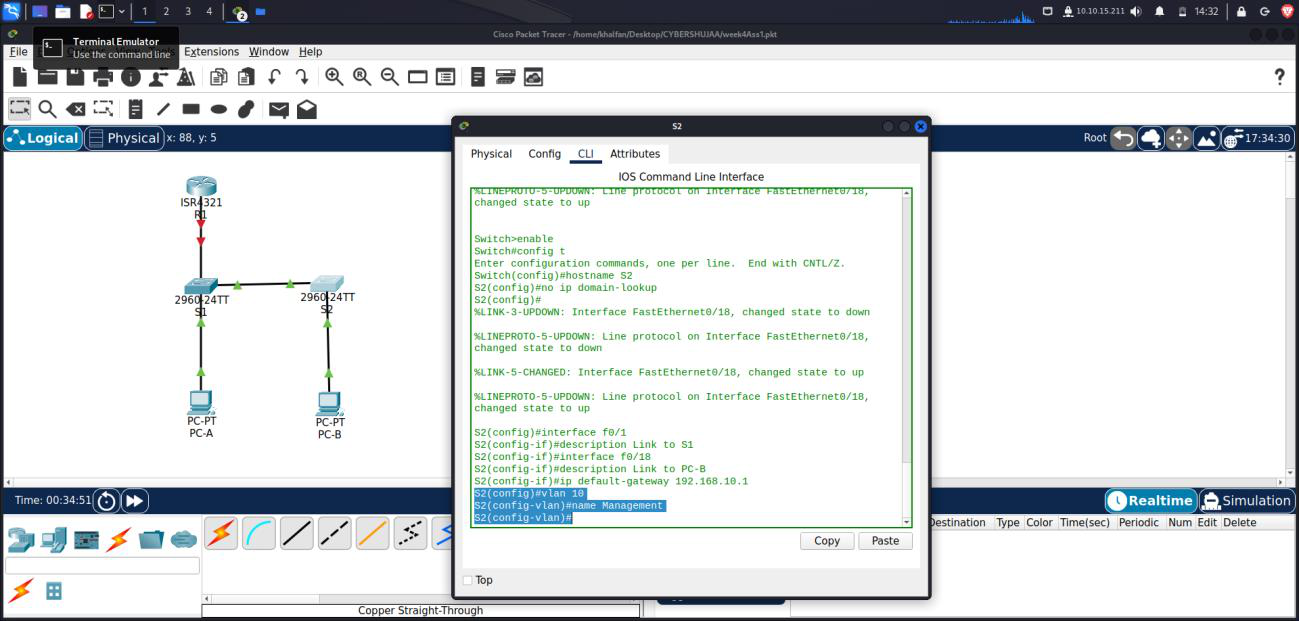 1 2 3 4 2
10.10.15.211 14:32
Terminal Emulator
Use the command line
Cisco Packet Tracer - /home/khalfan/Desktop/CYBERSHUJAA/week4Ass1.pkt
File Extensions Window Help
Logical Physical x: 88, y: 5
Root 17:34:30
S2
Physical Config CLI Attributes
IOS Command Line Interface
%LINEPROTO-5-UPDOWN: Line protocol on Interface FastEthernet0/18,
changed state to up
Switch>enable
Switch#config t
Enter configuration commands, one per line. End with CNTL/Z.
Switch(config)#hostname S2
S2(config)#no ip domain-lookup
S2(config)#
%LINK-3-UPDOWN: Interface FastEthernet0/18, changed state to down
%LINEPROTO-5-UPDOWN: Line protocol on Interface FastEthernet0/18,
changed state to down
%LINK-5-CHANGED: Interface FastEthernet0/18, changed state to up
%LINEPROTO-5-UPDOWN: Line protocol on Interface FastEthernet0/18,
changed state to up
S2(config)#interface f0/1
S2(config-if)#description Link to S1
S2(config-if)#interface f0/18
S2(config-if)#description Link to PC-B
S2(config-if)#ip default-gateway 192.168.10.1
S2(config)#vlan 10
S2(config-vlan)#name Management
S2(config-vlan)#
Copy Paste
Top
ISR4321
R1
2960-24TT
S1
2960-24TT
S2
PC-PT
PC-A
PC-PT
PC-B
Time: 00:34:51
Realtime Simulation
Destination Type Color Time(sec) Periodic Num Edit Delete
Copper Straight-Through